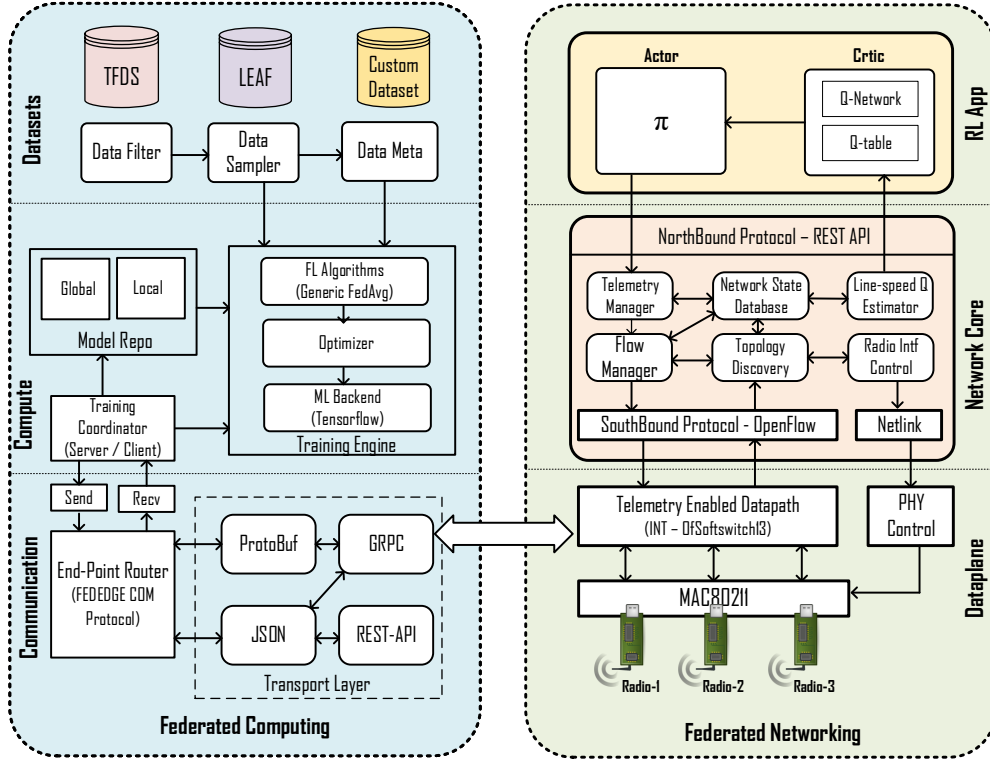 TFDS
LEAF
Custom
Dataset
Datasets
Data Filter
Data
Sampler
Data Meta
Global
Local
Model Repo
FL Algorithms
(Generic FedAvg)
Optimizer
ML Backend
(Tensorflow)
Training Engine
Compute
Training
Coordinator
(Server / Client)
Send
Recv
Communication
End-Point Router
(FEDEDGE COM
Protocol)
ProtoBuf
GRPC
JSON
REST-API
Transport Layer
Federated Computing
Actor
Crtic
π
Q-Network
Q-table
RL App
NorthBound Protocol – REST API
Telemetry
Manager
Network State
Database
Line-speed Q
Estimator
Flow
Manager
Topology
Discovery
Radio Intf
Control
Network Core
SouthBound Protocol - OpenFlow
Netlink
Telemetry Enabled Datapath
(INT – OfSoftswitch13)
PHY
Control
Dataplane
MAC80211
Radio-1
Radio-2
Radio-3
Federated Networking